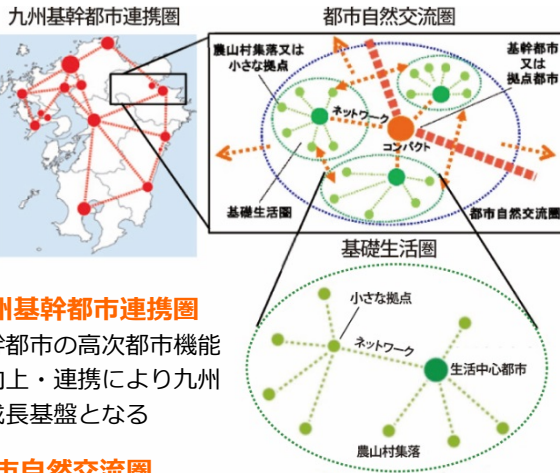 九州基幹都市連携圏
都市自然交流圏
農山村集落又は
小さな拠点
基幹都市
又は
拠点都市
ネットワーク
コンパクト
基礎生活圏
都市自然交流圏
基礎生活圏
小さな拠点
ネットワーク
生活中心都市
農山村集落
州基幹都市連携圏
幹都市の高次都市機能
向上・連携により九州
成長基盤となる
市自然交流圏